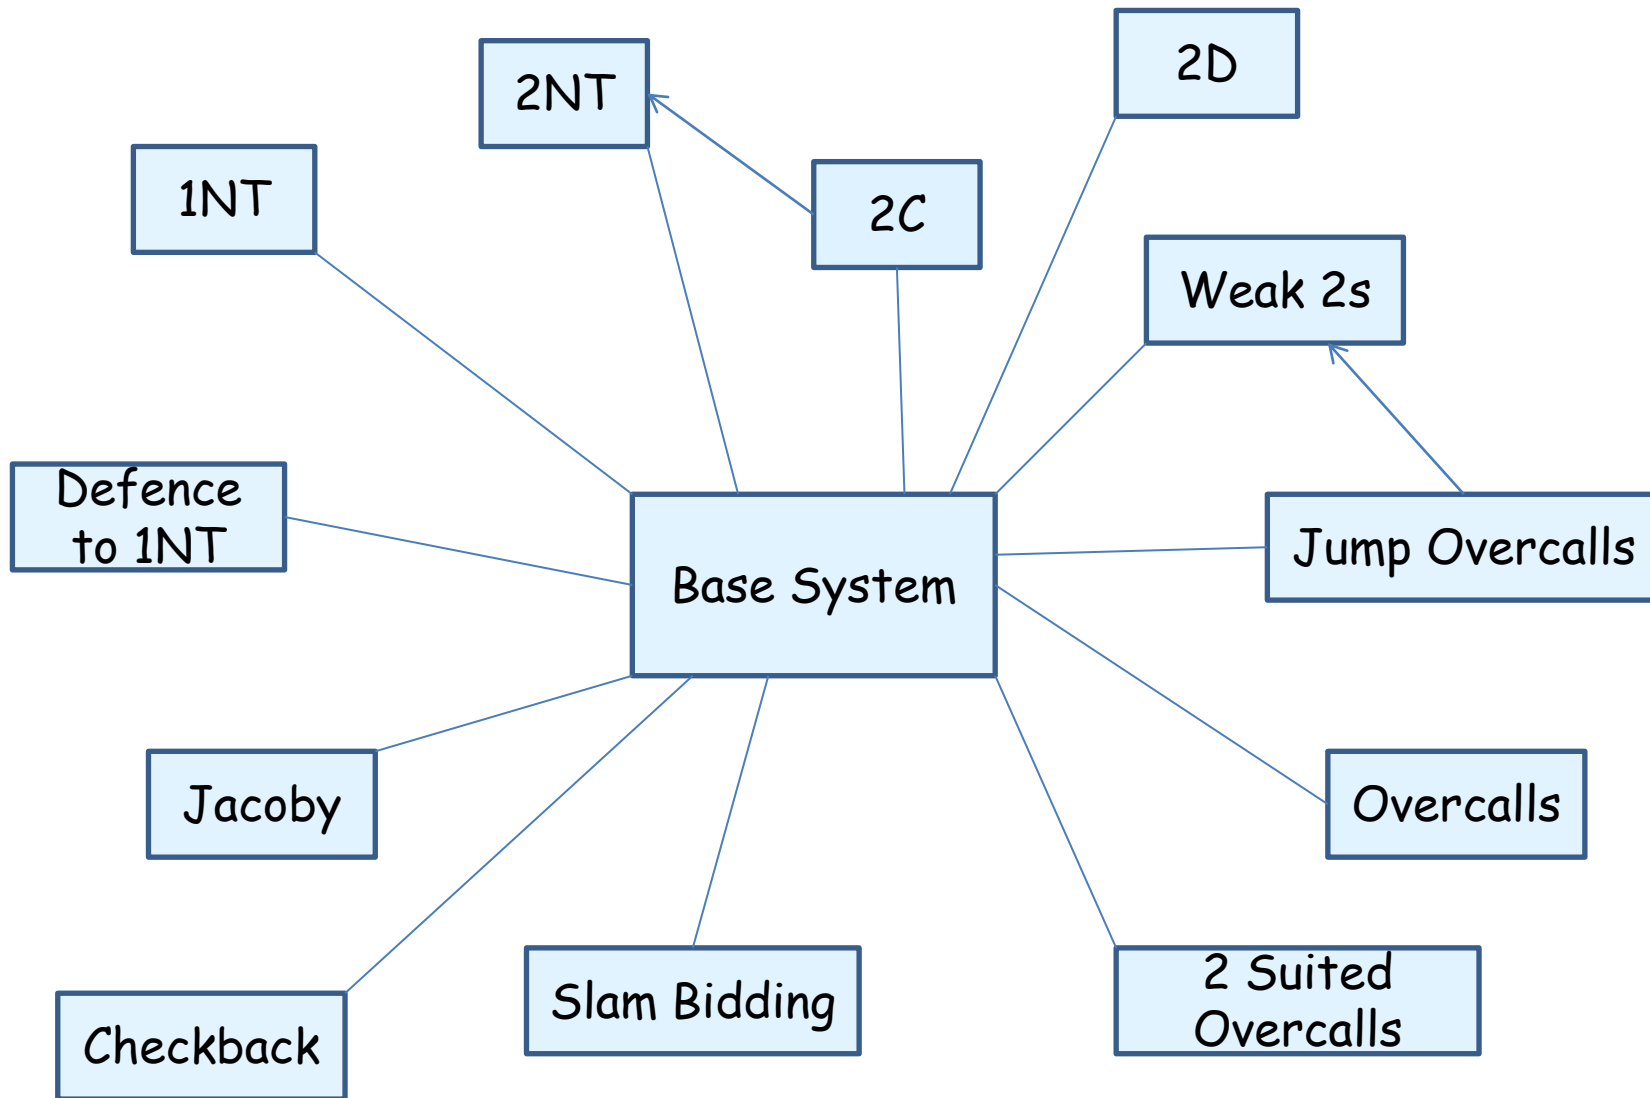 2D
2NT
1NT
2C
Weak 2s
Defence
to 1NT
Jump Overcalls
Base System
Jacoby
Overcalls
Slam Bidding
2 Suited
Overcalls
Checkback